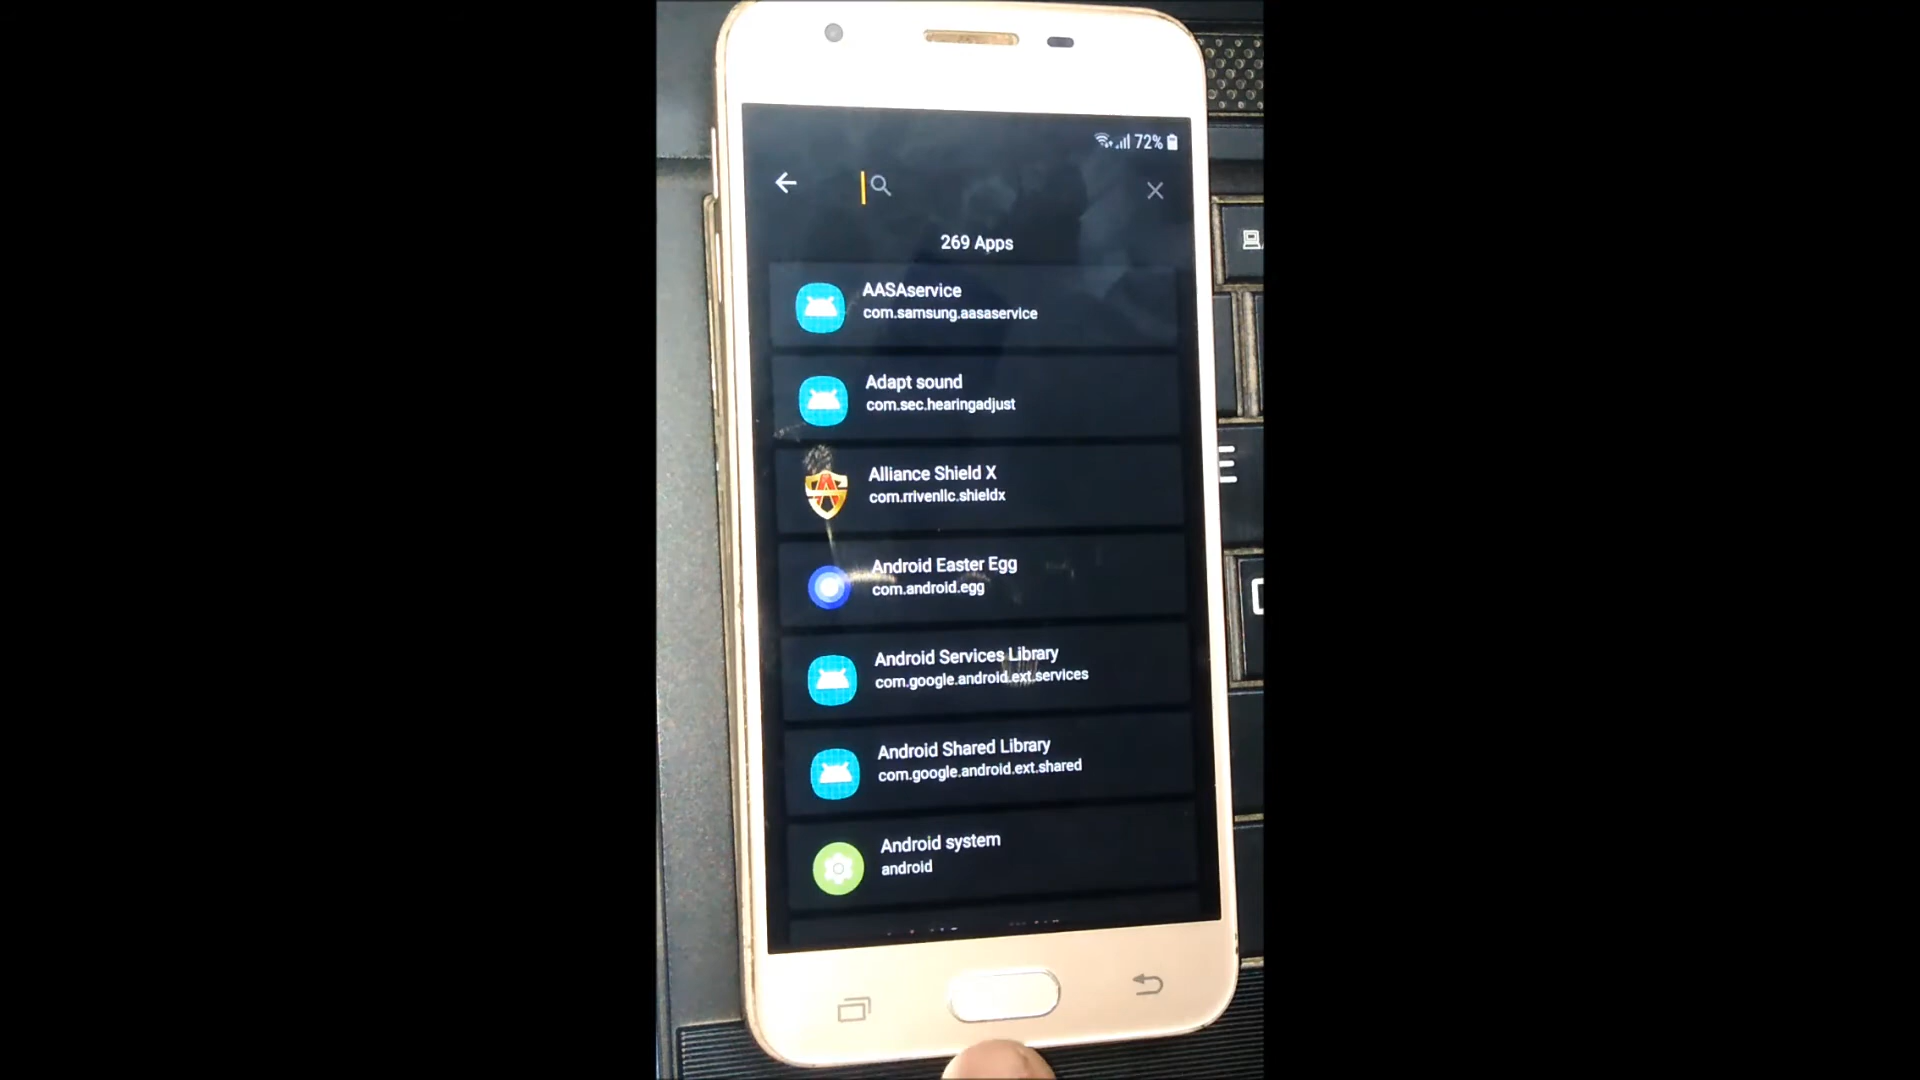 72%
269 Apps
AASAservice
com.samsung.aasaservice
Adapt sound
com.sec.hearingadjust
Alliance Shield X
com.rrivenllc.shieldx
Android Easter Egg
com.android.egg
Android Services Library
com.google.android.ext.services
Android Shared Library
com.google.android.ext.shared
Android system
android